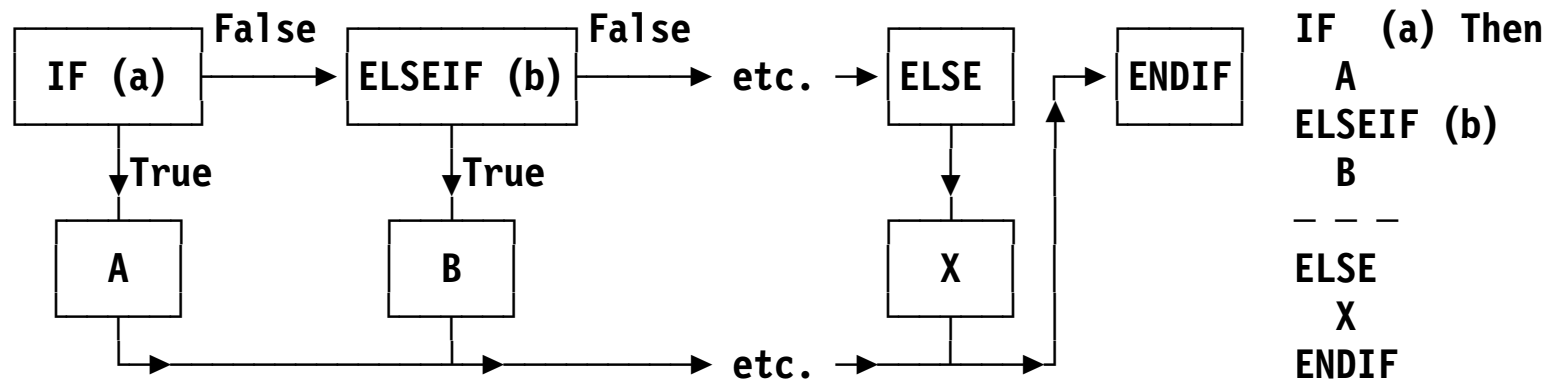 False False
IF (a) ELSEIF (b) etc. ELSE ENDIF
True True
A B X
etc.
IF (a) Then
A
ELSEIF (b)
B
– – –
ELSE
X
ENDIF